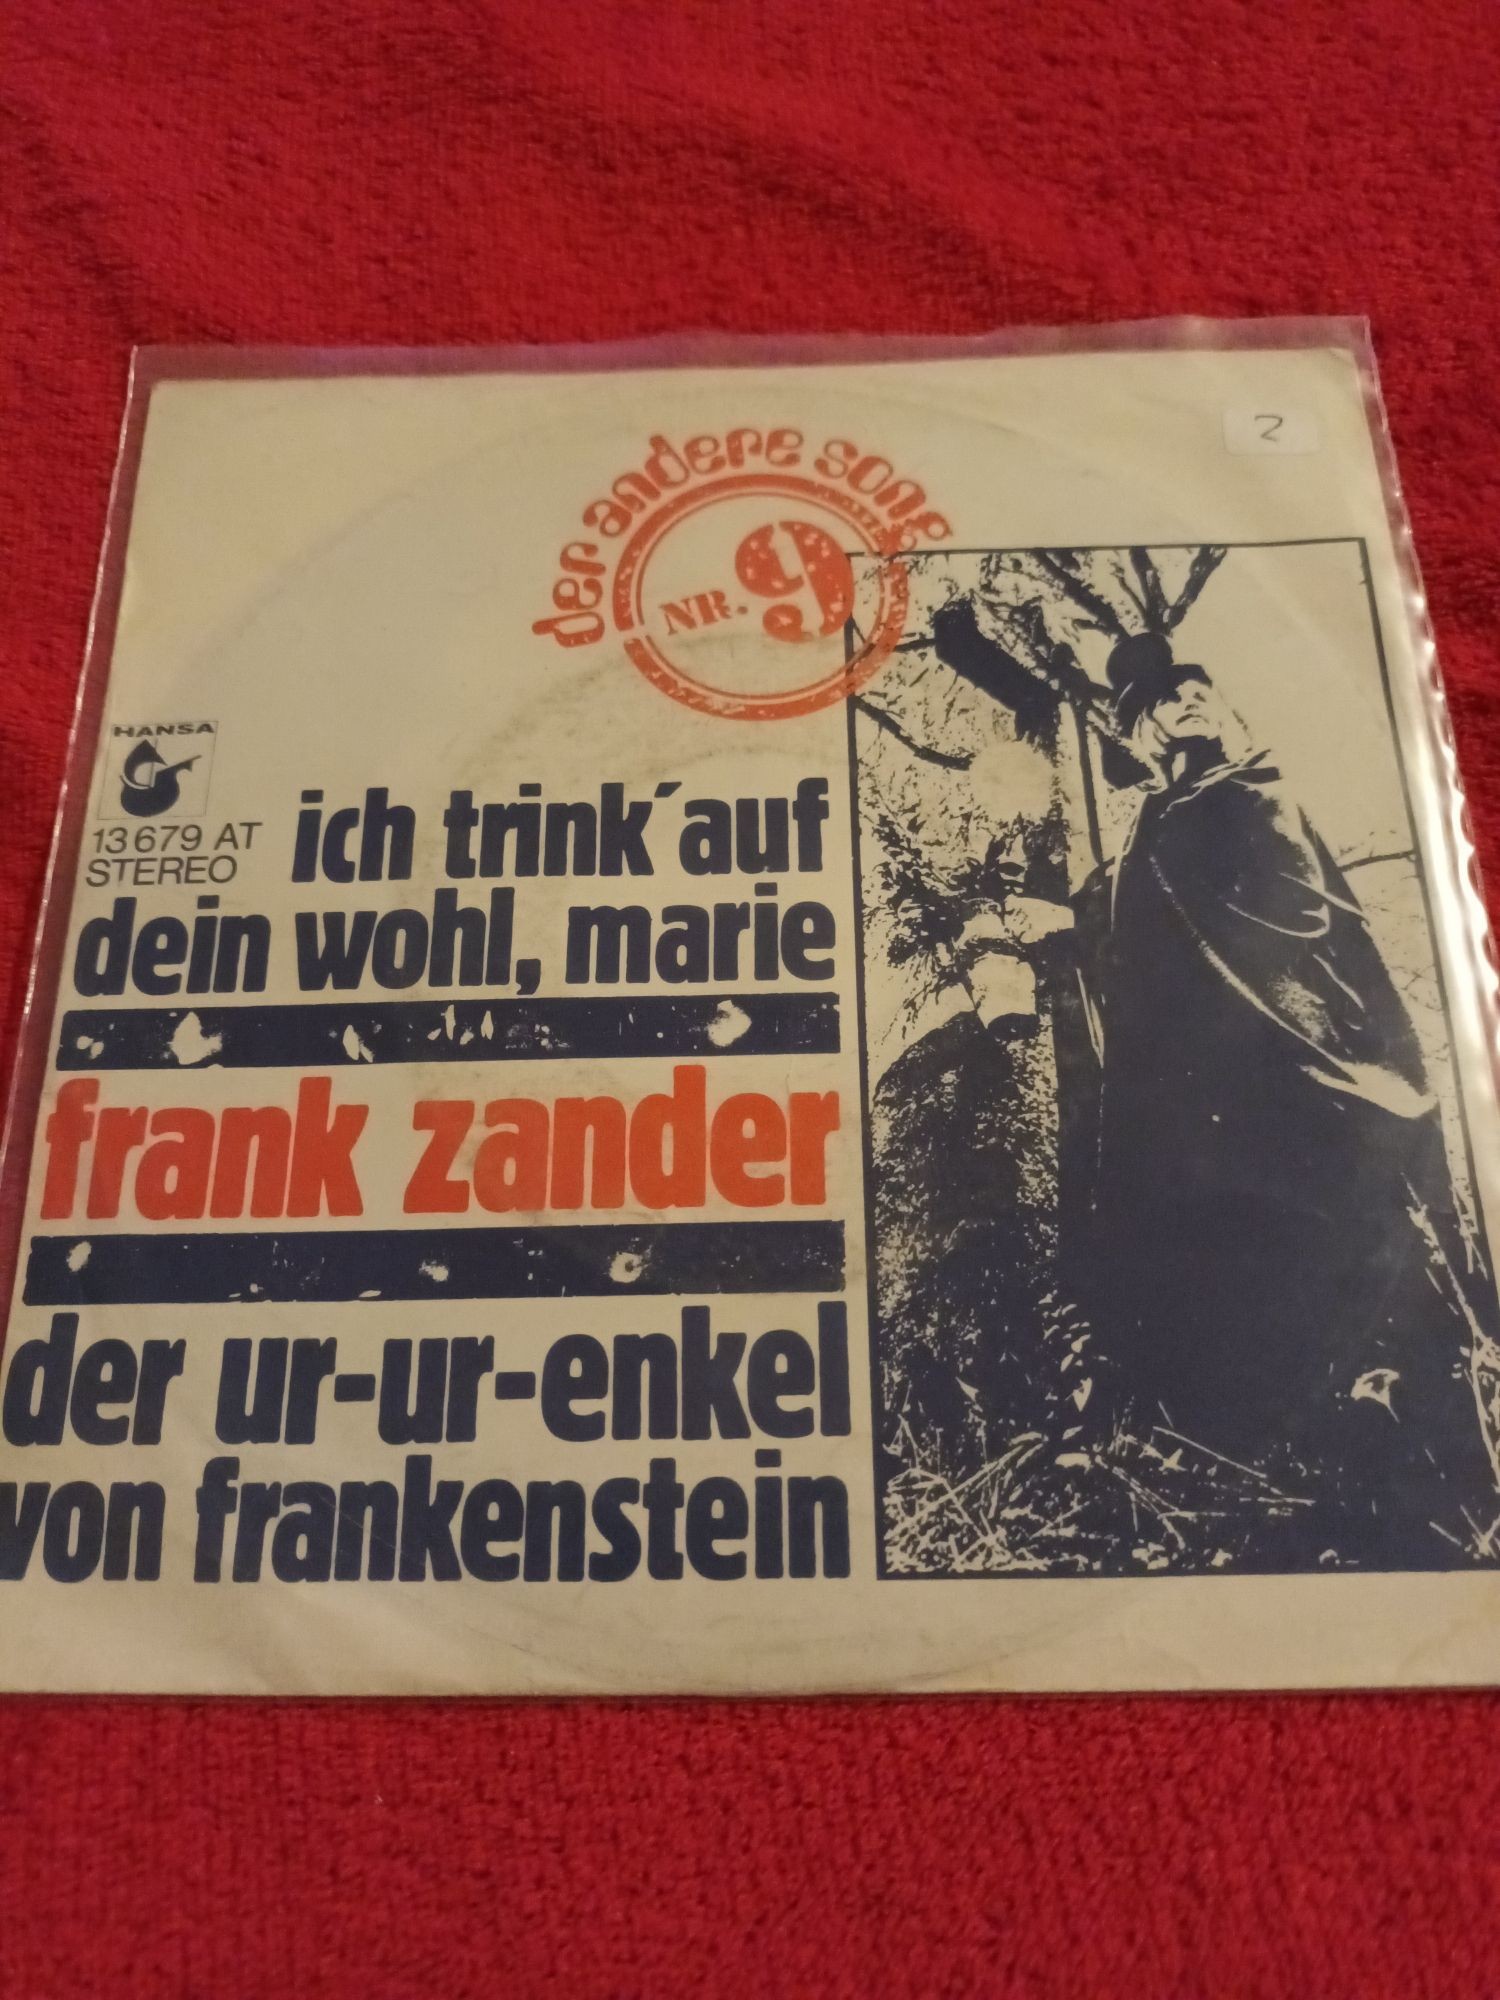 der andere song
NR. 9
2
HANSA
13 679 AT
STEREO
ich trink´auf
dein wohl, marie
frank zander
der ur-ur-enkel
von frankenstein